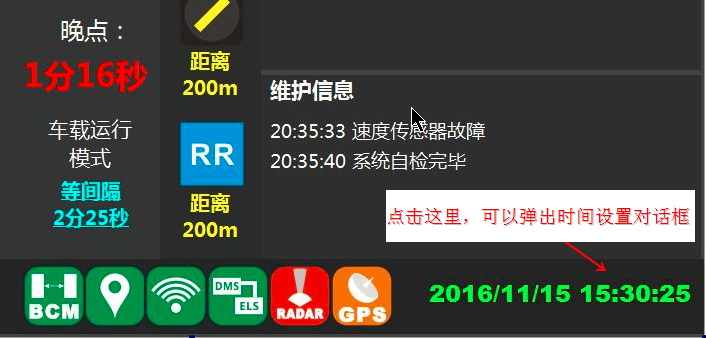 晚点：
1分16秒
车载运行
模式
等间隔
2分25秒
距离
200m
RR
距离
200m
维护信息
20:35:33 速度传感器故障
20:35:40 系统自检完毕
点击这里，可以弹出时间设置对话框
BCM
DMS
ELS
RADAR
GPS
2016/11/15 15:30:25